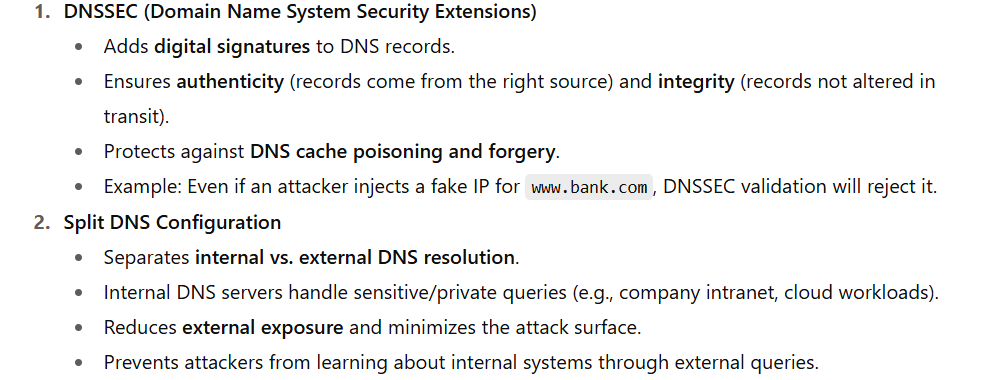 1. DNSSEC (Domain Name System Security Extensions)
• Adds digital signatures to DNS records.
• Ensures authenticity (records come from the right source) and integrity (records not altered in
transit).
• Protects against DNS cache poisoning and forgery.
• Example: Even if an attacker injects a fake IP for www.bank.com, DNSSEC validation will reject it.
2. Split DNS Configuration
• Separates internal vs. external DNS resolution.
• Internal DNS servers handle sensitive/private queries (e.g., company intranet, cloud workloads).
• Reduces external exposure and minimizes the attack surface.
• Prevents attackers from learning about internal systems through external queries.